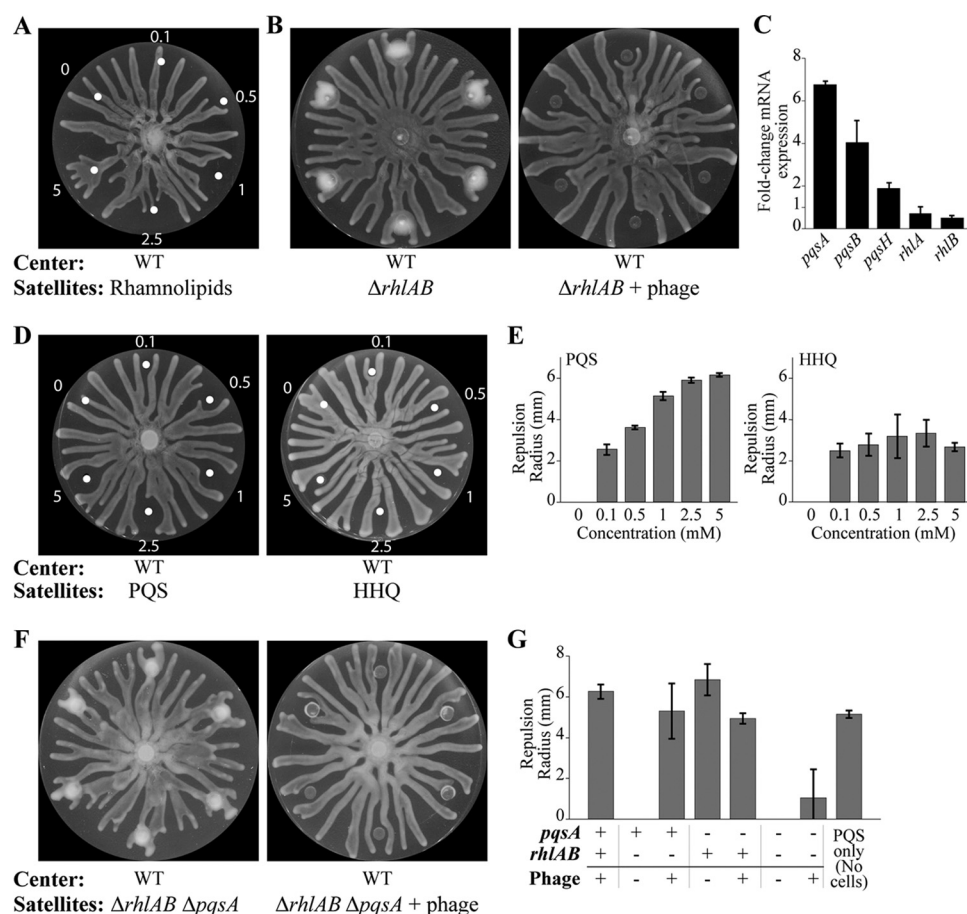 A
0.1
0
0.5
5
1
2.5
Center: WT
Satellites: Rhamnolipids
B
WT WT
ΔrhlAB ΔrhlAB + phage
C
Fold-change mRNA
expression
6
4
2
1
0
pqsA pqsB pqsH rhlA rhlB
D
0.1 0.1
0 0.5 0 0.5
5 1 5 1
2.5 2.5
Center: WT WT
Satellites: PQS HHQ
E
PQS
Repulsion
Radius (mm)
6
4
2
0
0 0.1 0.5 1 2.5 5
Concentration (mM)
HHQ
Repulsion
Radius (mm)
6
4
2
0
0 0.1 0.5 1 2.5 5
Concentration (mM)
F
Center: WT WT
Satellites: ΔrhlAB ΔpqsA ΔrhlAB ΔpqsA + phage
G
Repulsion
Radius (mm)
8
6
4
2
0
pqsA + + + - - - - PQS
rhlAB + - - + + - - only
(No
Phage + - + - + - + cells)